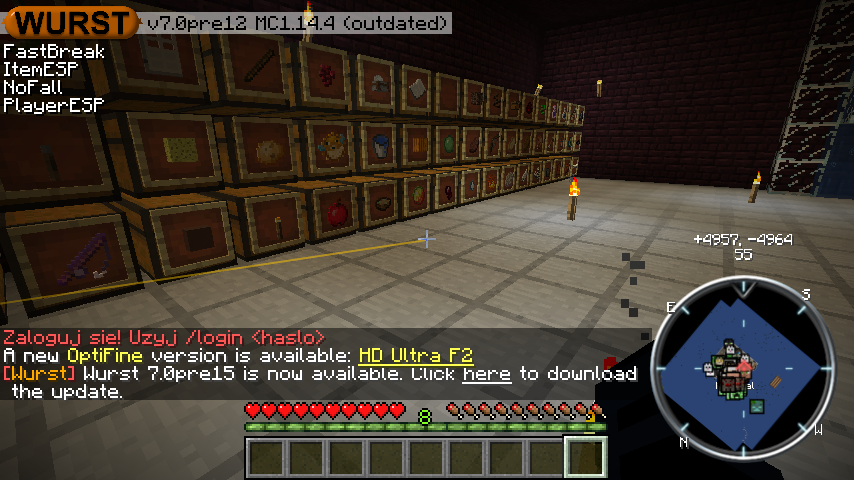 WURST v7.0pre12 MC1.14.4 (outdated)
FastBreak
ItemESP
NoFall
PlayerESP
+4957, -4964
55
E
S
N
W
Zaloguj sie! Uzyj /login <haslo>
A new OptiFine version is available: HD Ultra F2
[Wurst] Wurst 7.0pre15 is now available. Click here to download
the update.
8